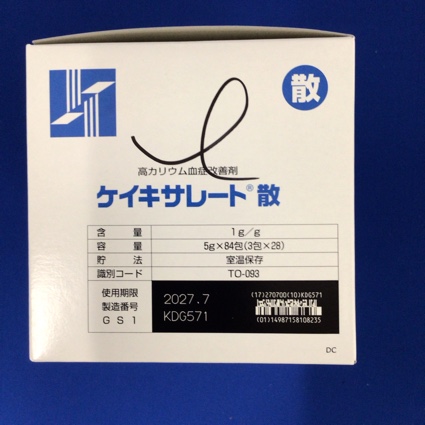 散
高カリウム血症改善剤
ケイキサレート®散
含量 1g/g
容量 5g×84包(3包×28)
貯法 室温保存
識別コード TO-093
使用期限 2027.7
製造番号 KDG571
GS1
(17)270700(10)KDG571
(01)14987158108235
DC